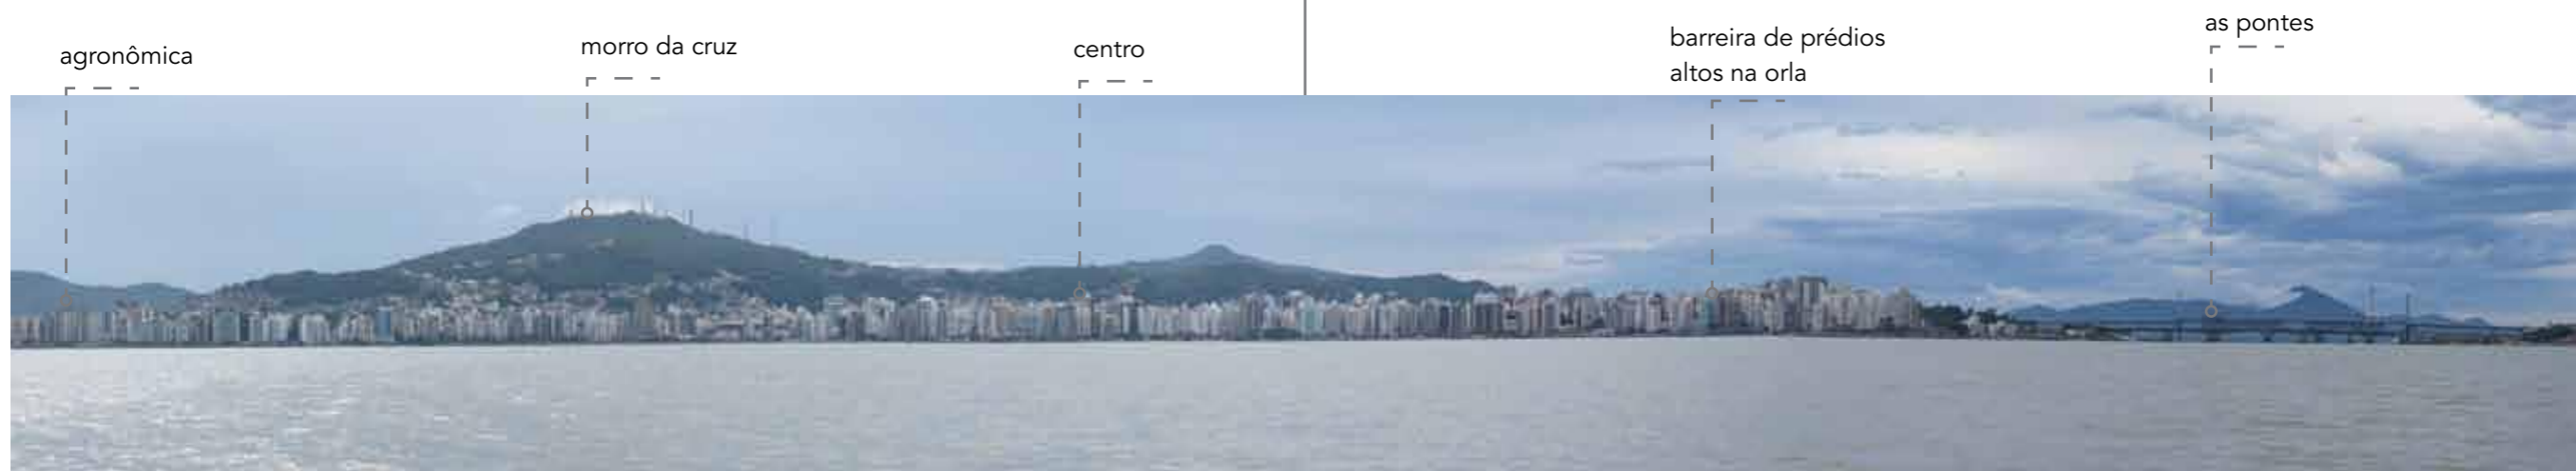 agronômica
morro da cruz
centro
barreira de prédios
altos na orla
as pontes